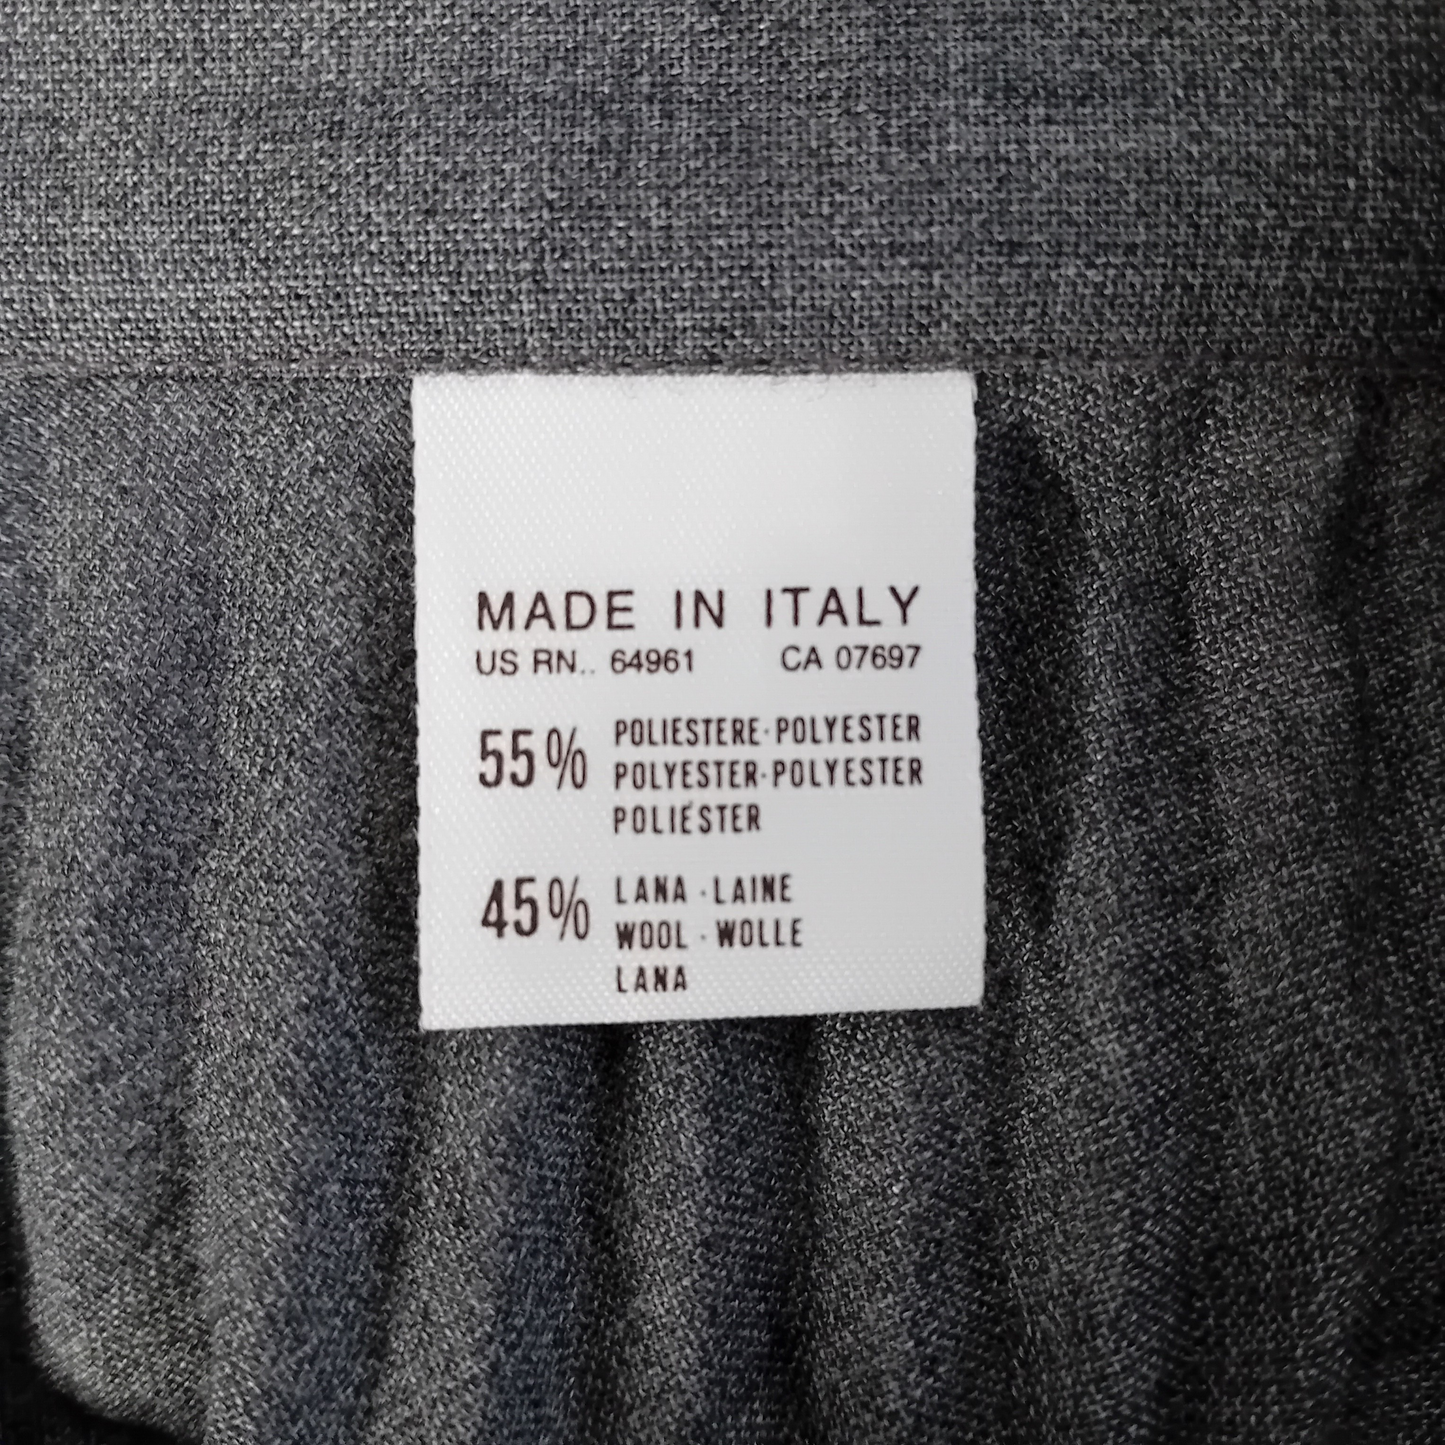 MADE IN ITALY
US RN.. 64961 CA 07697
55% POLIESTERE·POLYESTER
POLYESTER·POLYESTER
POLIÉSTER
45% LANA·LAINE
WOOL·WOLLE
LANA